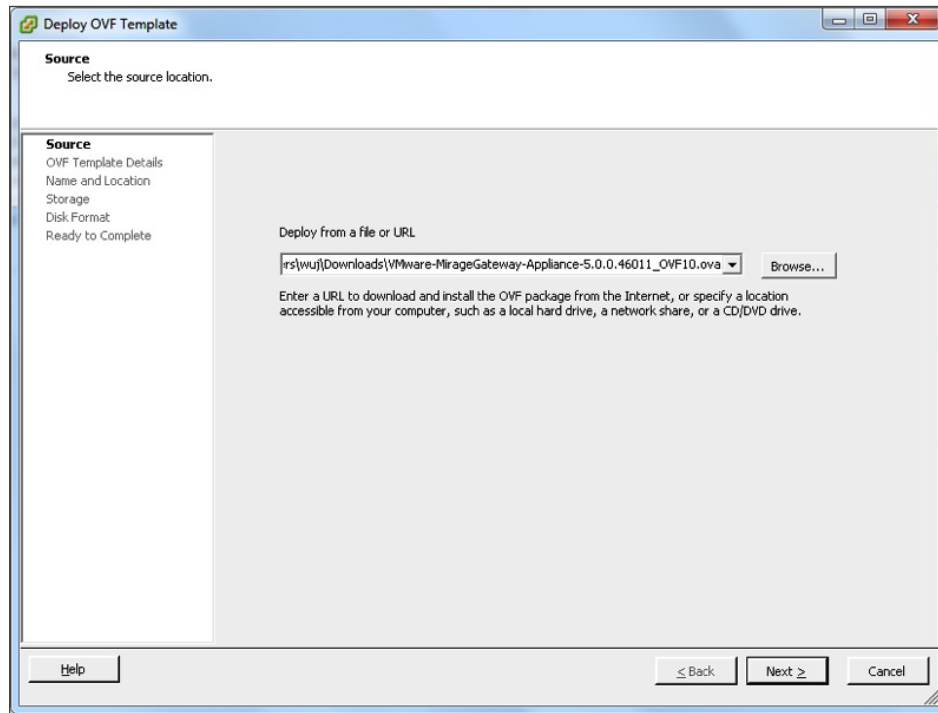 Deploy OVF Template
Source
Select the source location.
Source
OVF Template Details
Name and Location
Storage
Disk Format
Ready to Complete
Deploy from a file or URL
rs\wuj\Downloads\VMware-MirageGateway-Appliance-5.0.0.46011_OVF10.ova
Browse...
Enter a URL to download and install the OVF package from the Internet, or specify a location
accessible from your computer, such as a local hard drive, a network share, or a CD/DVD drive.
Help
≤ Back
Next ≥
Cancel